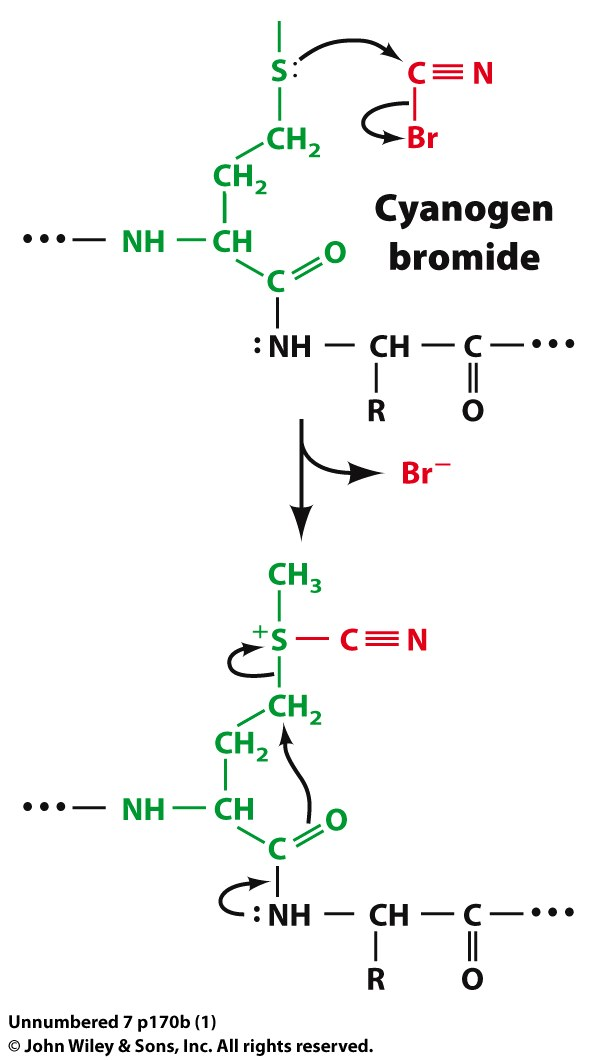 S: C≡N
CH₂ Br
CH₂
Cyanogen
bromide
•••— NH — CH O
C
:NH — CH — C —•••
R O
Br⁻
CH₃
⁺S — C≡N
CH₂
CH₂
•••— NH — CH O
C
:NH — CH — C —•••
R O
Unnumbered 7 p170b (1)
© John Wiley & Sons, Inc. All rights reserved.